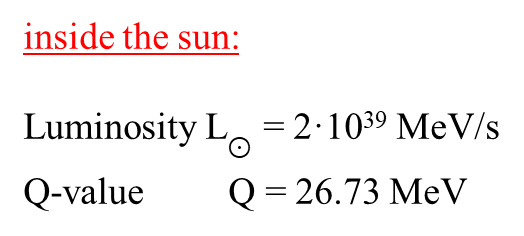 inside the sun:
Luminosity L☉ = 2·10³⁹ MeV/s
Q-value Q = 26.73 MeV